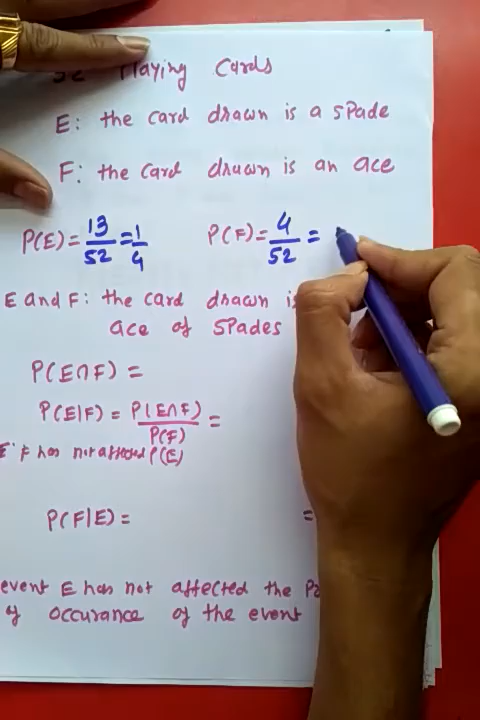 52 Playing Cards
E: the card drawn is a spade
F: the card drawn is an ace
P(E) = 13/52 = 1/4 P(F) = 4/52 =
E and F: the card drawn is
ace of spades
P(E∩F) =
P(E|F) = P(E∩F)/P(F) =
F has not affected P(E)
P(F|E) = =
event E has not affected the
of occurance of the event